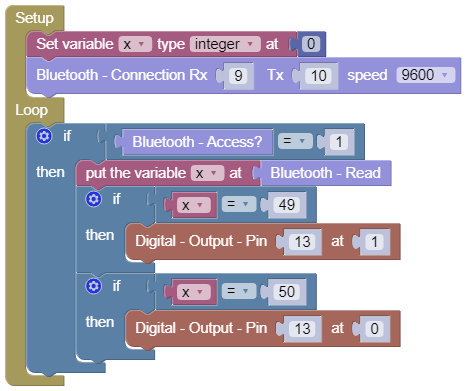 Setup
Set variable x type integer at 0
Bluetooth - Connection Rx 9 Tx 10 speed 9600
Loop
if Bluetooth - Access? = 1
then put the variable x at Bluetooth - Read
if x = 49
then Digital - Output - Pin 13 at 1
if x = 50
then Digital - Output - Pin 13 at 0